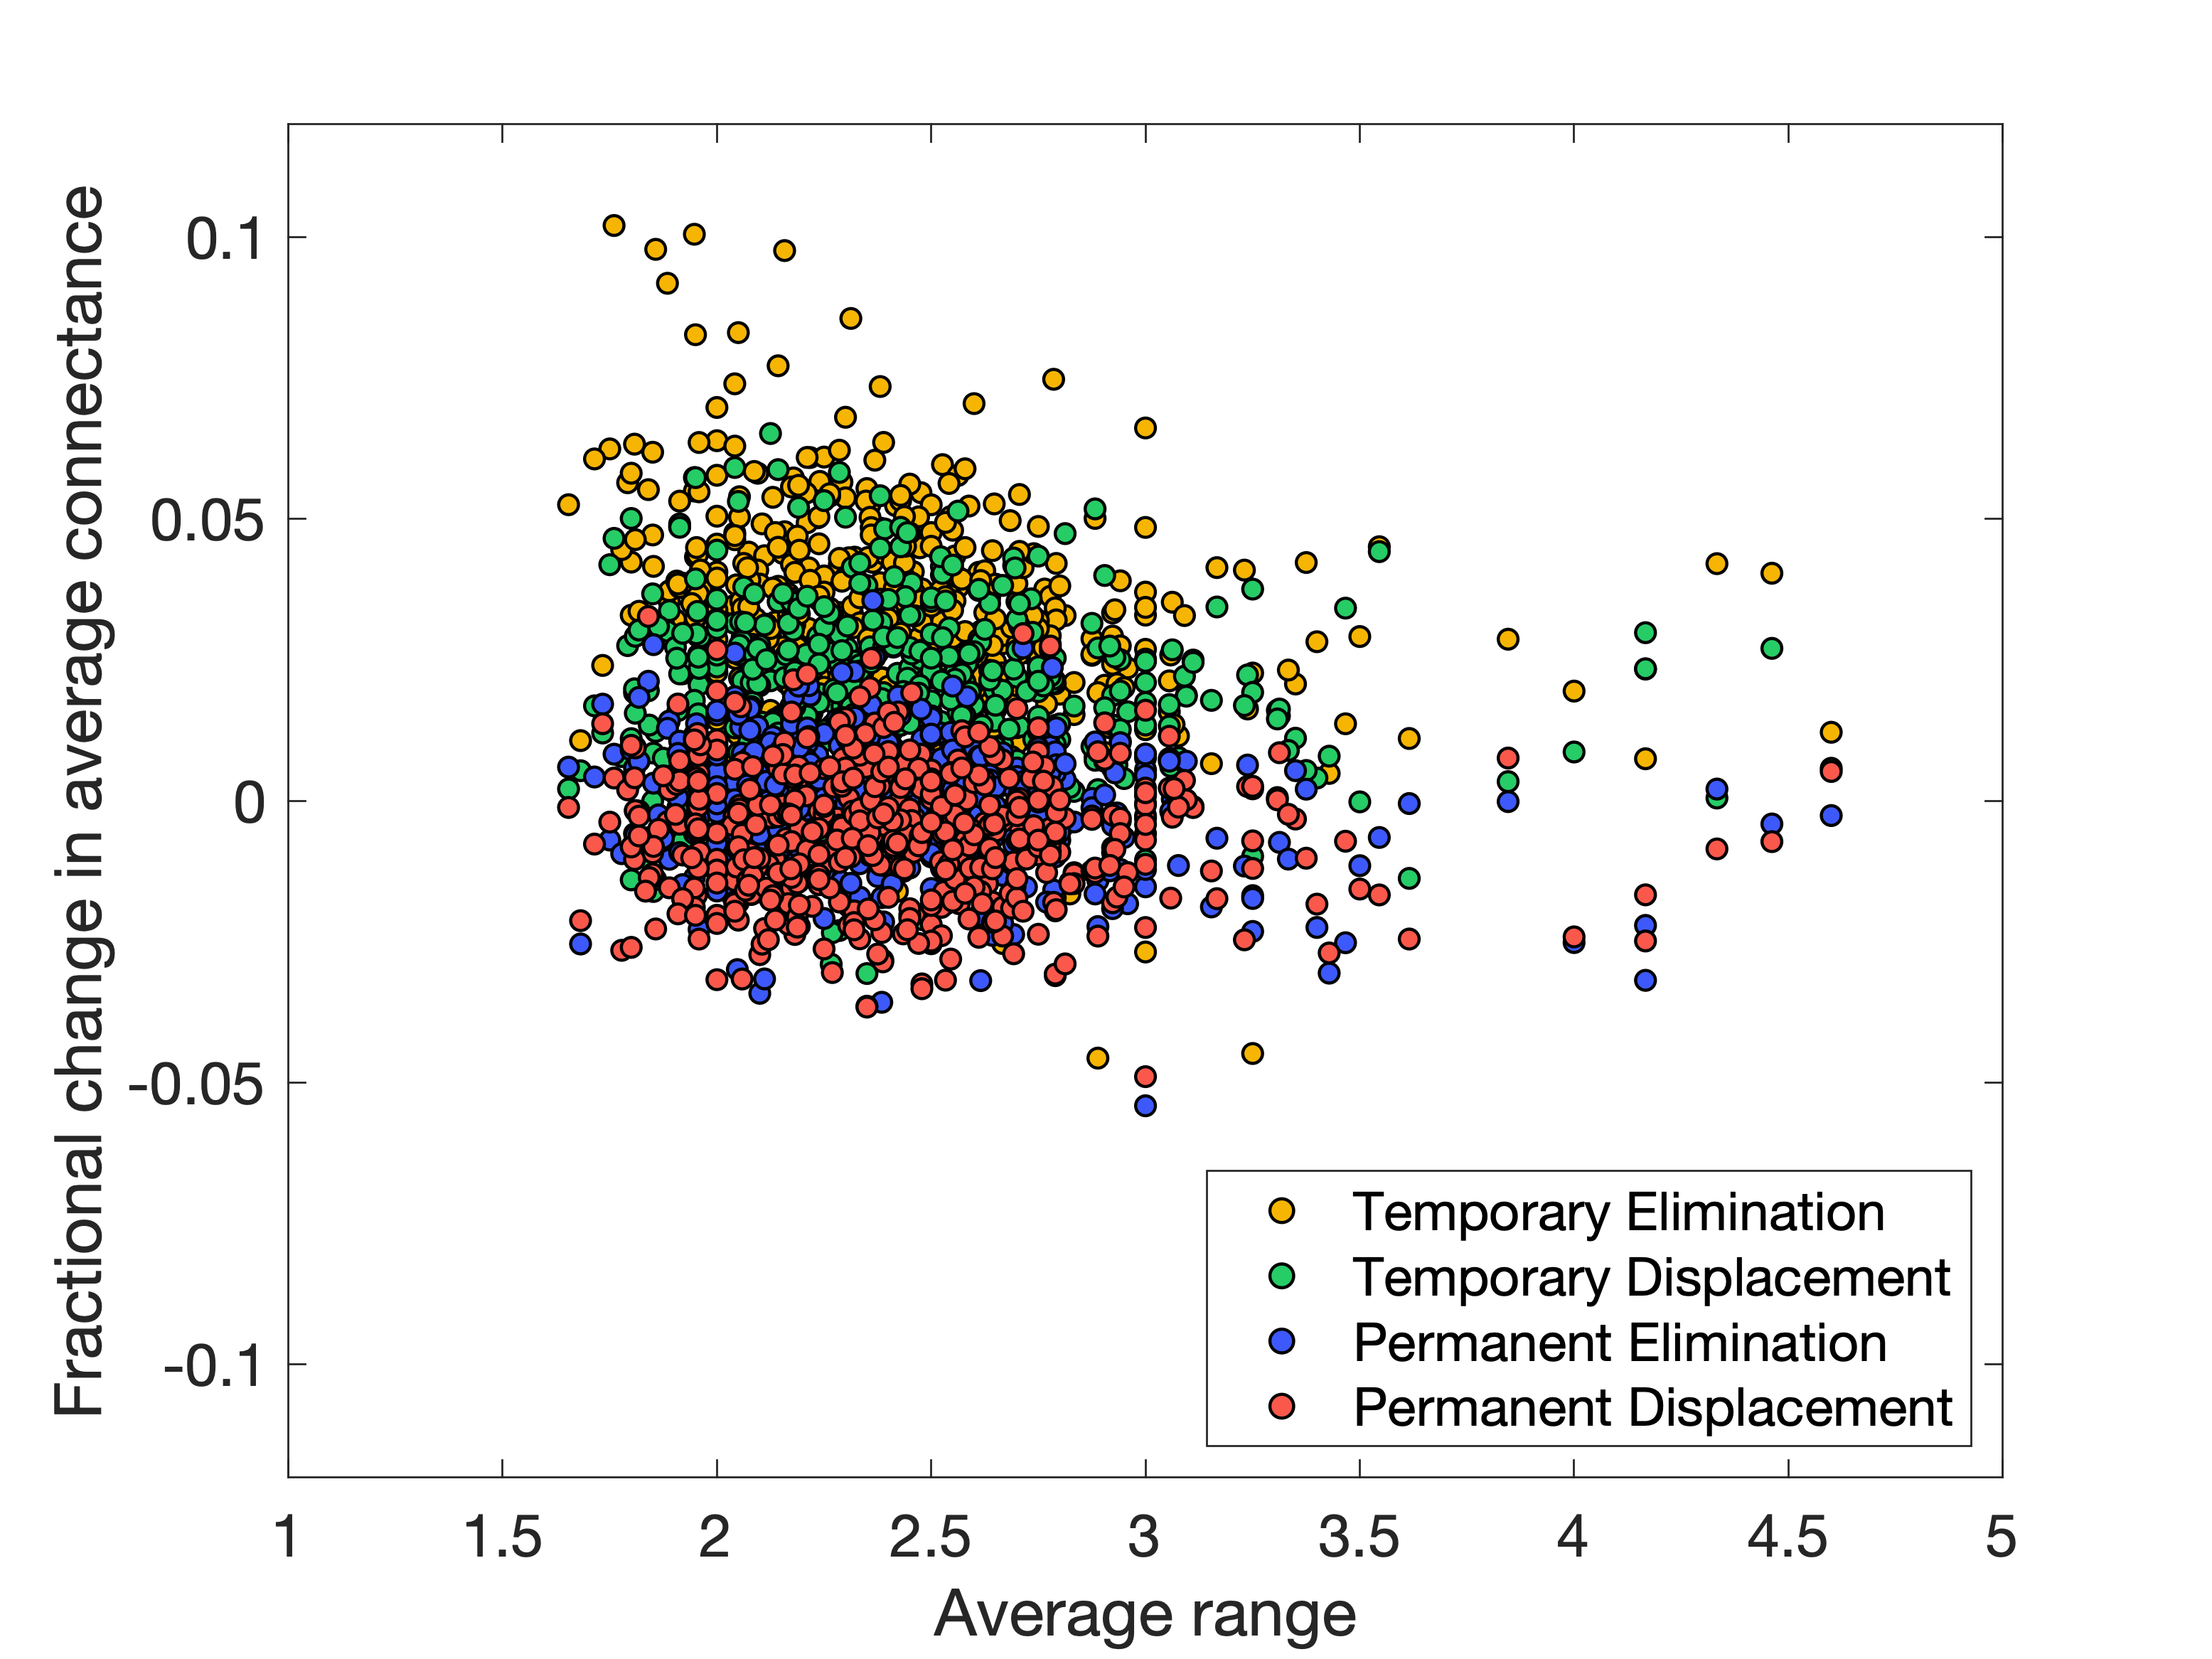 Fractional change in average connectance
0.1
0.05
0
-0.05
-0.1
Temporary Elimination
Temporary Displacement
Permanent Elimination
Permanent Displacement
1 1.5 2 2.5 3 3.5 4 4.5 5
Average range